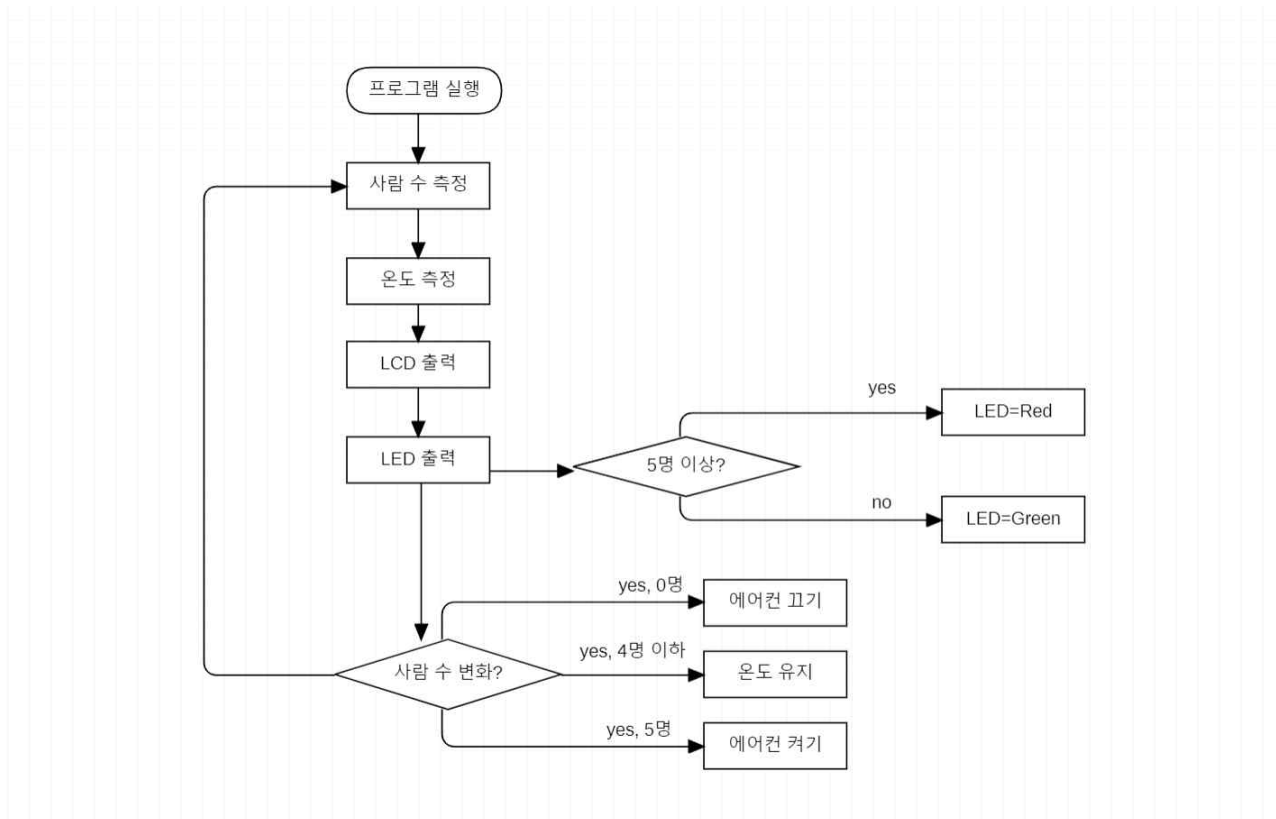 프로그램 실행
사람 수 측정
온도 측정
LCD 출력
LED 출력
5명 이상?
yes
LED=Red
no
LED=Green
사람 수 변화?
yes, 0명
에어컨 끄기
yes, 4명 이하
온도 유지
yes, 5명
에어컨 켜기